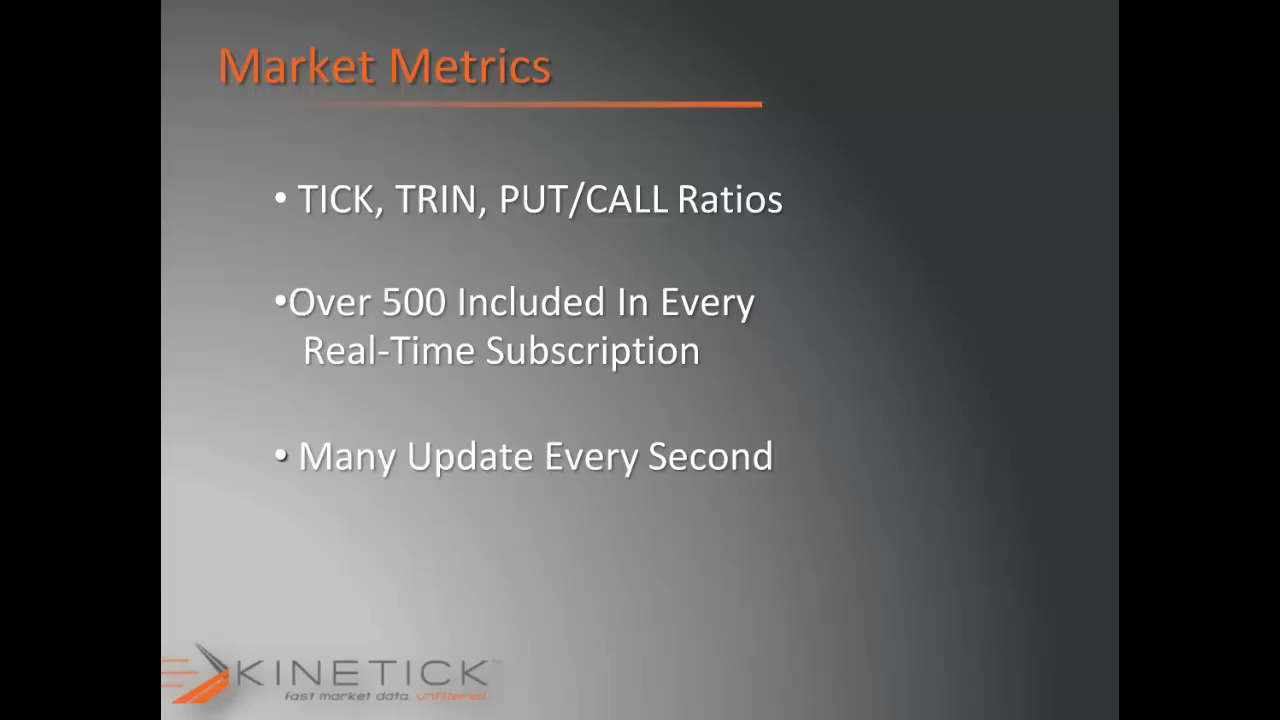 Market Metrics
• TICK, TRIN, PUT/CALL Ratios
•Over 500 Included In Every
Real-Time Subscription
• Many Update Every Second
KINETICK™
fast market data, unfiltered